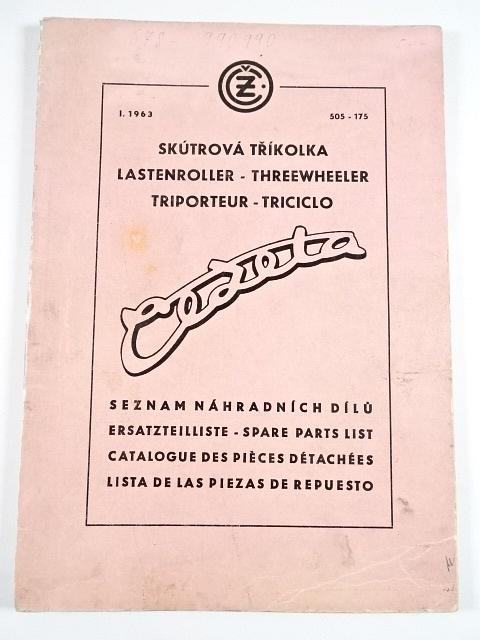 ČZ
I. 1963
505 - 175
SKÚTROVÁ TŘÍKOLKA
LASTENROLLER - THREEWHEELER
TRIPORTEUR - TRICICLO
Čezeta
SEZNAM NÁHRADNÍCH DÍLŮ
ERSATZTEILLISTE - SPARE PARTS LIST
CATALOGUE DES PIÈCES DÉTACHÉES
LISTA DE LAS PIEZAS DE REPUESTO